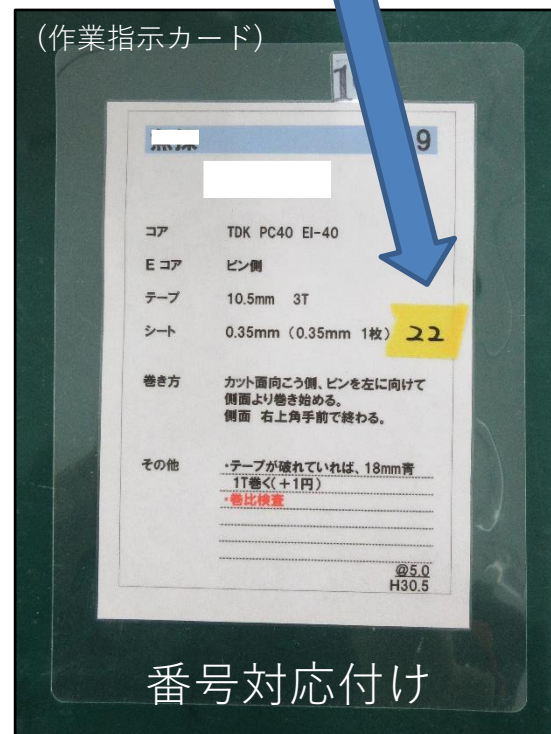 (作業指示カード)
1
9
コア TDK PC40 EI-40
E コア ピン側
テープ 10.5mm 3T
シート 0.35mm (0.35mm 1枚) 22
巻き方 カット面向こう側、ピンを左に向けて
側面より巻き始める。
側面 右上角手前で終わる。
その他 ・テープが破れていれば、18mm青
1T巻く(+1円)
・巻比検査
@5.0
H30.5
番号対応付け